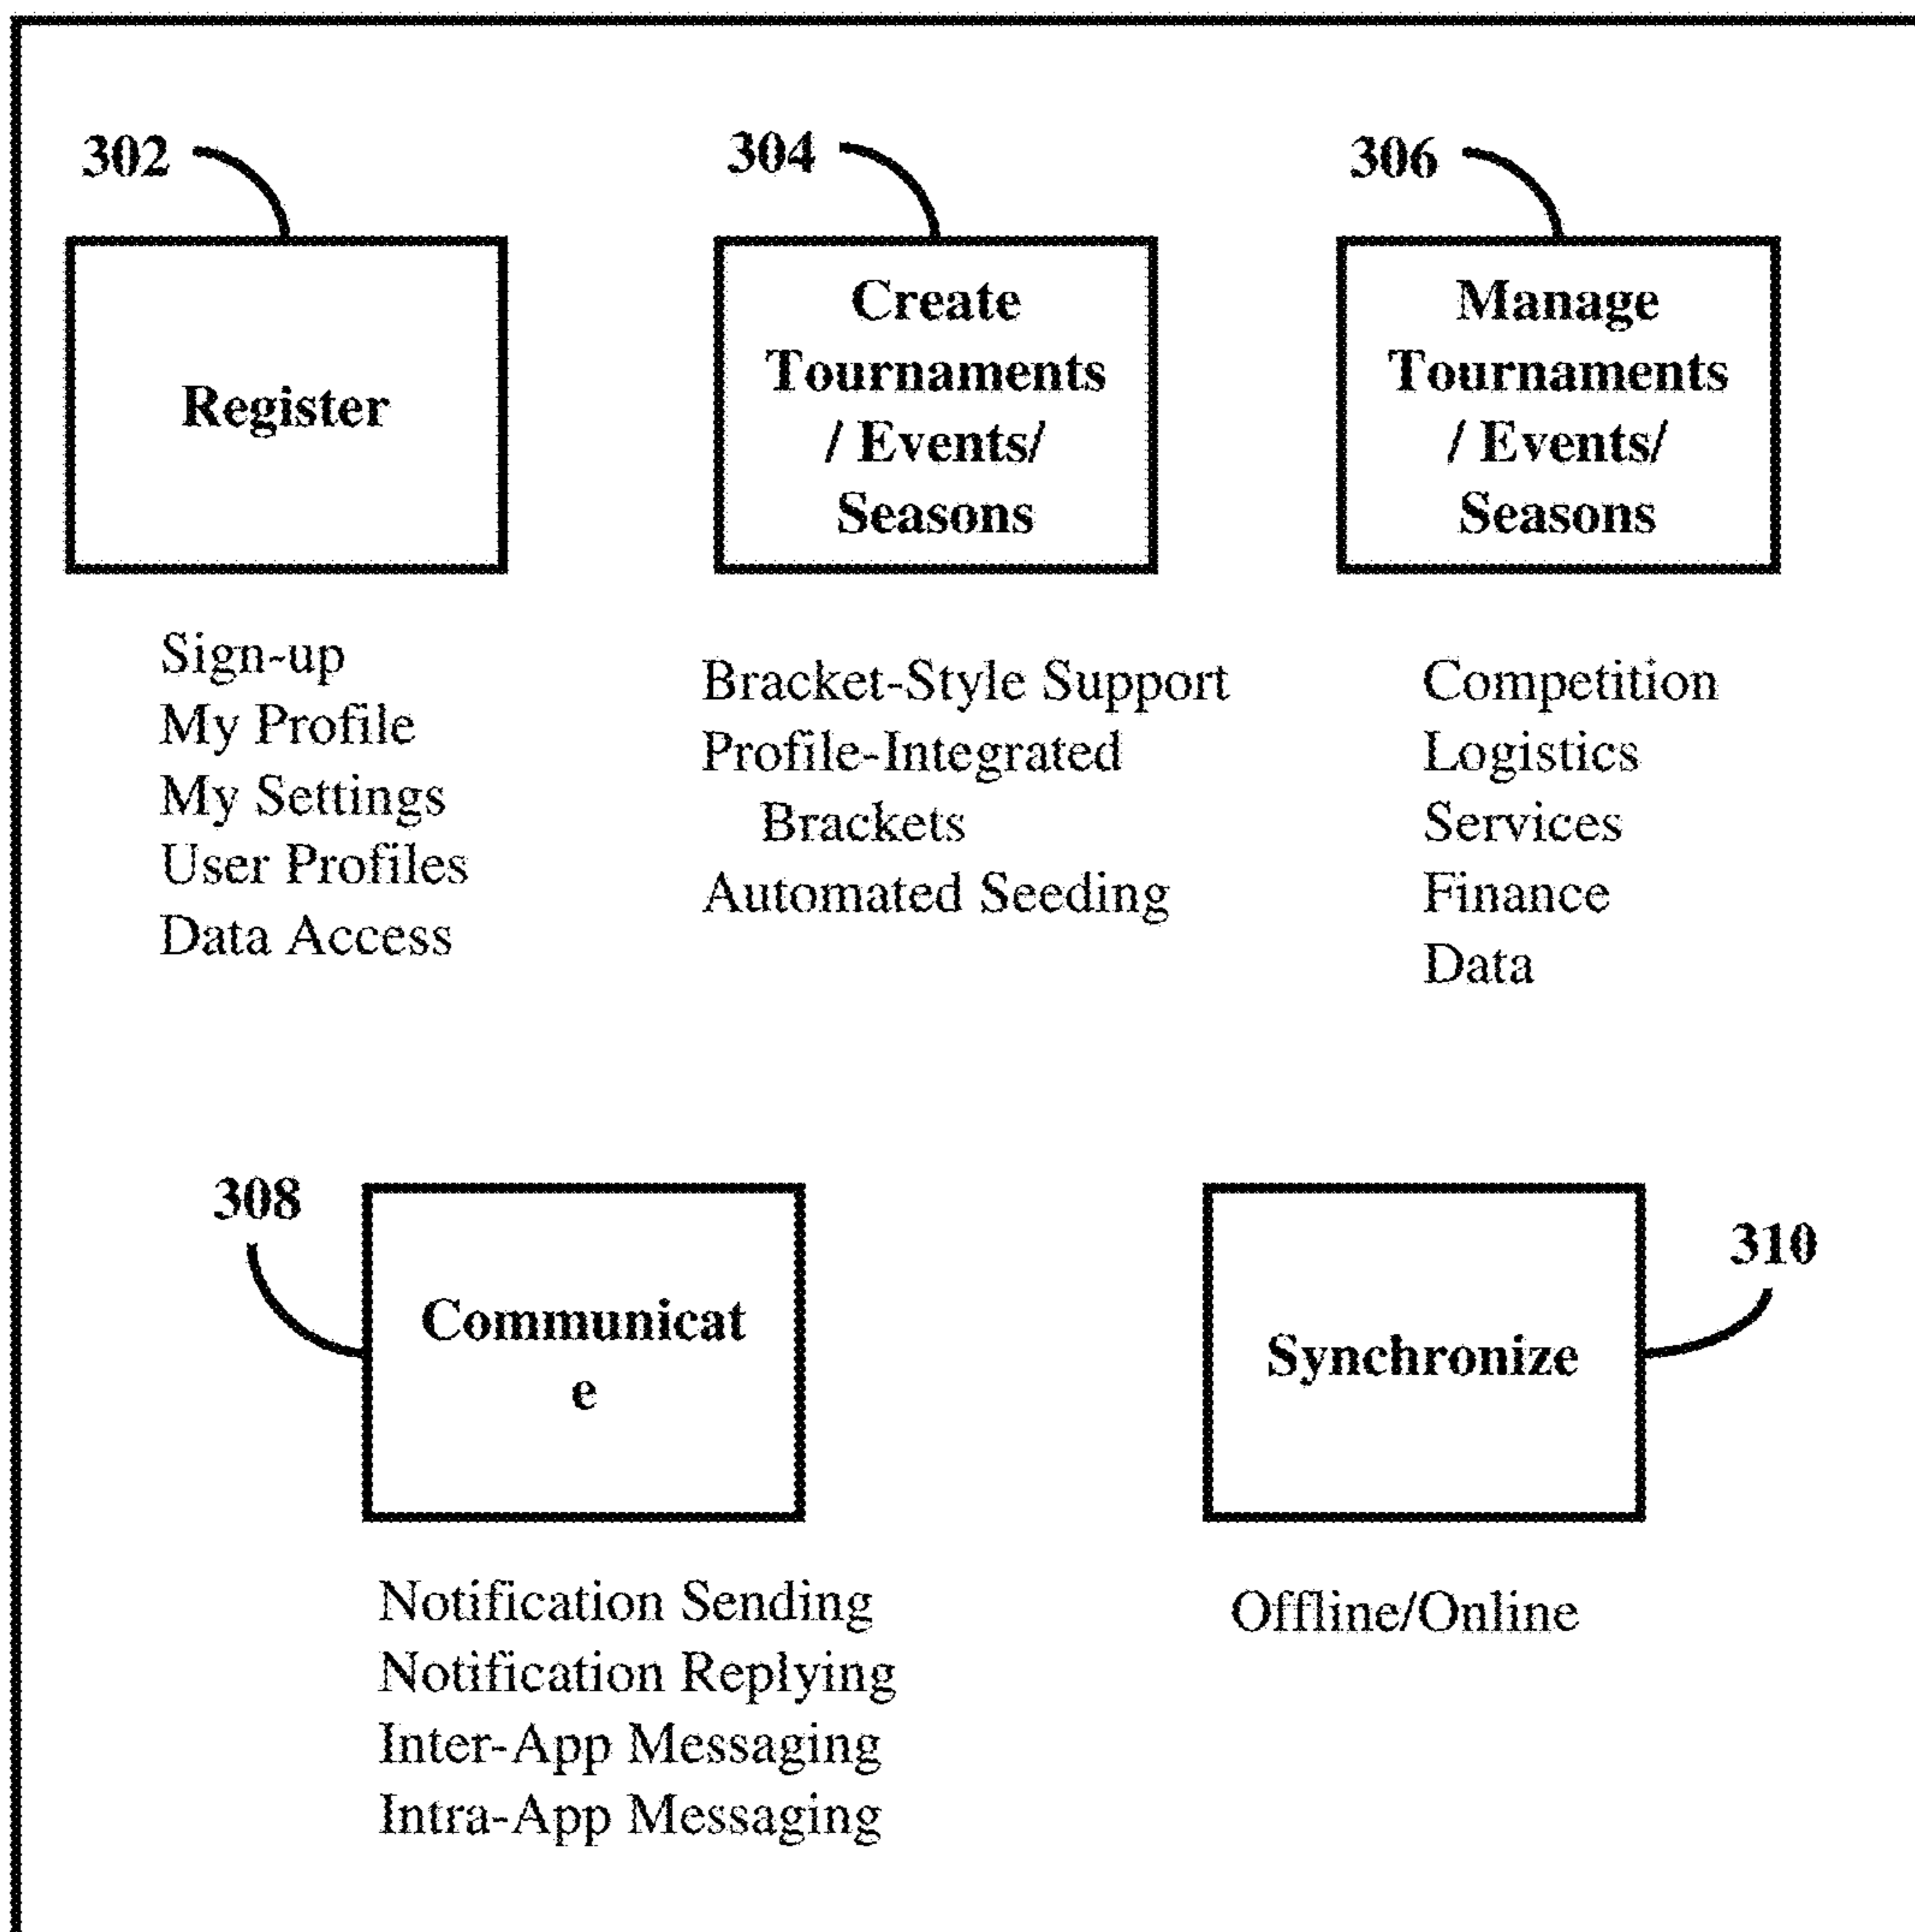 302
304
306
Register
Create
Tournaments
/ Events/
Seasons
Manage
Tournaments
/ Events/
Seasons
Sign-up
My Profile
My Settings
User Profiles
Data Access
Bracket-Style Support
Profile-Integrated
Brackets
Automated Seeding
Competition
Logistics
Services
Finance
Data
308
310
Communicat
e
Synchronize
Notification Sending
Notification Replying
Inter-App Messaging
Intra-App Messaging
Offline/Online